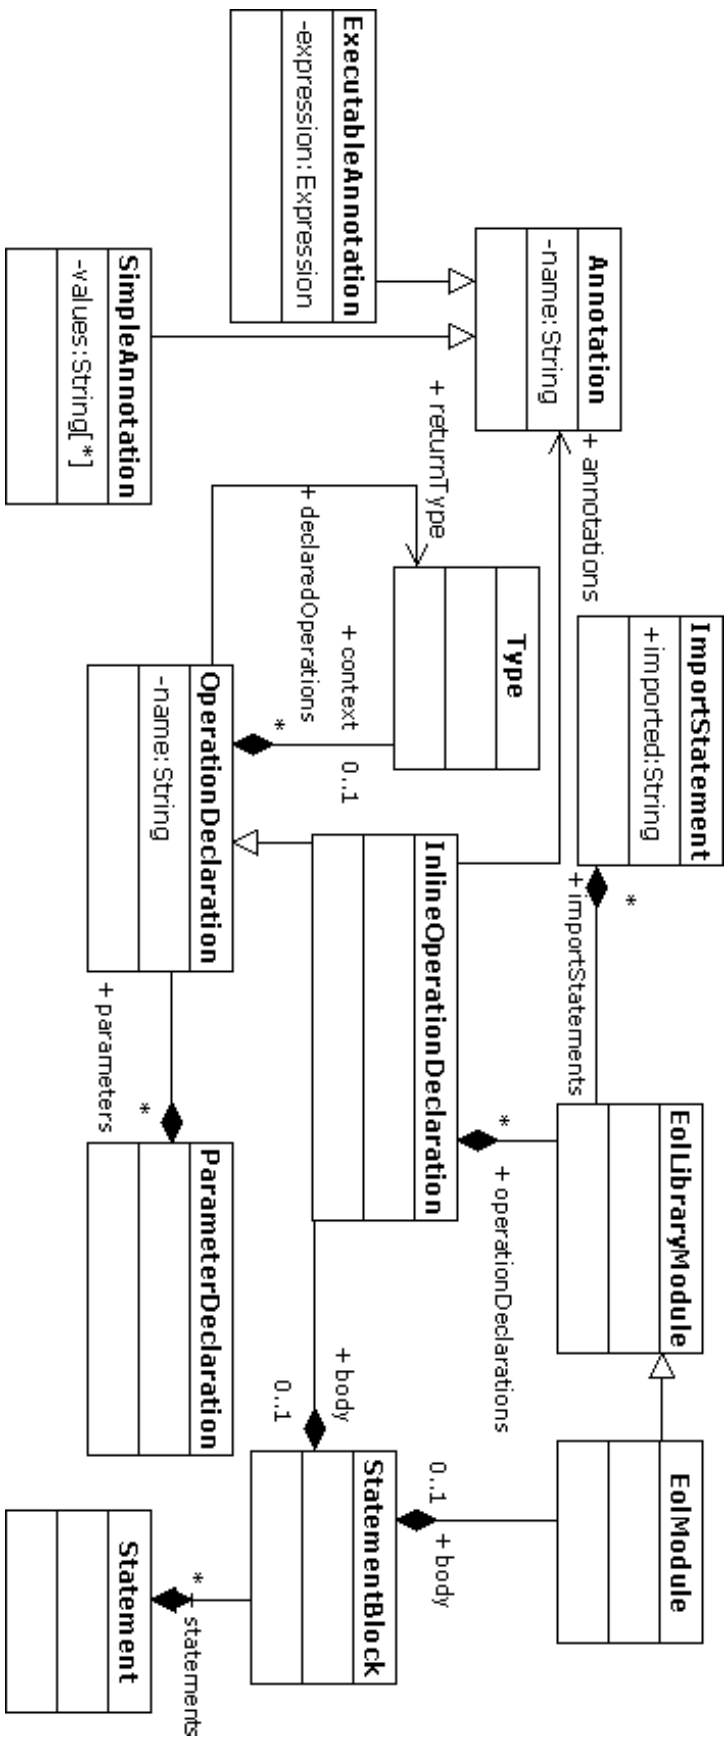 ImportStatement
+imported:String
EolLibraryModule
EolModule
*
+ importStatements
Annotation
-name:String
+ annotations
*
+ operationDeclarations
Type
+ returnType
InlineOperationDeclaration
0..1
+ body
StatementBlock
ExecutableAnnotation
-expression:Expression
+ context
0..1
+ declaredOperations
*
+ body
0..1
OperationDeclaration
-name:String
ParameterDeclaration
*
+ parameters
*
+ statements
SimpleAnnotation
-values:String[*]
Statement